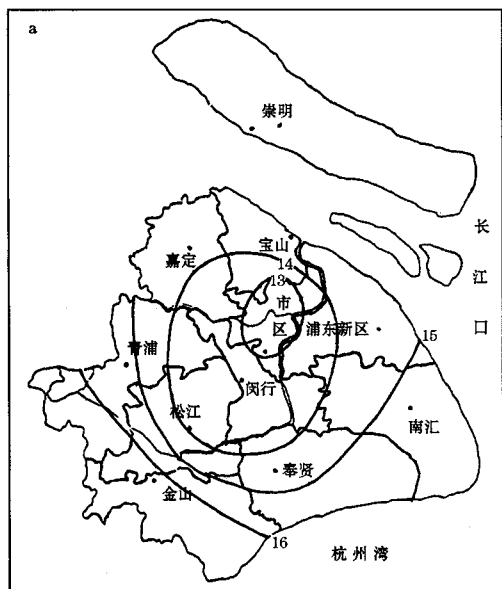 a
崇明
长
江
口
宝山
嘉定
14
13
市
区
浦东新区
15
青浦
闵行
松江
南汇
奉贤
金山
16
杭州湾